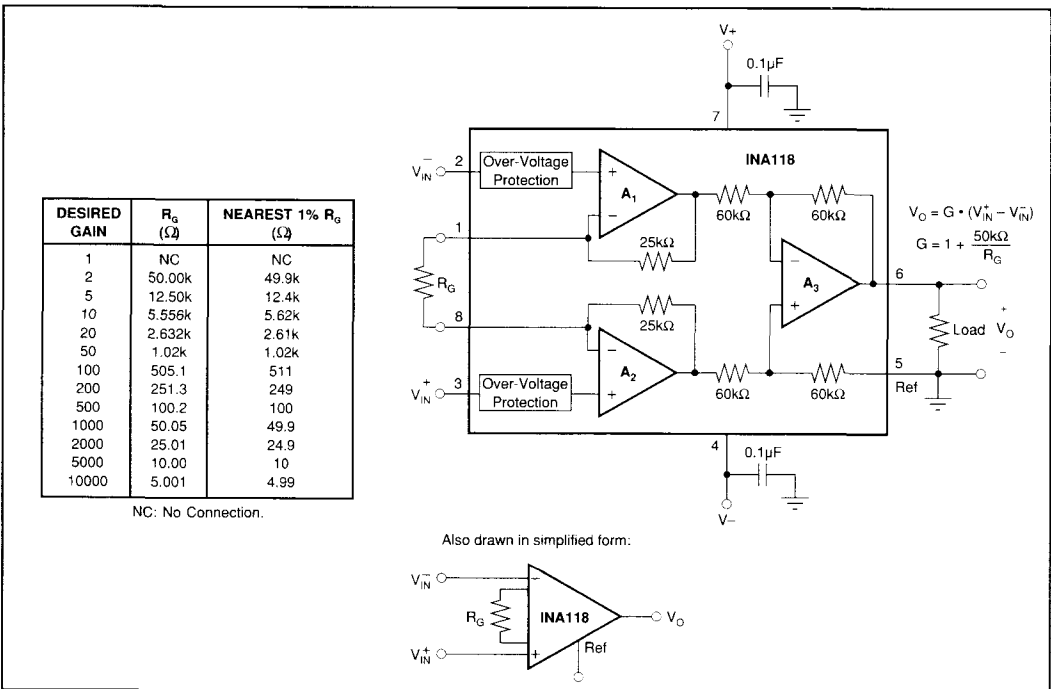 DESIRED GAIN R_G (Ω) NEAREST 1% R_G (Ω)
1 NC NC
2 50.00k 49.9k
5 12.50k 12.4k
10 5.556k 5.62k
20 2.632k 2.61k
50 1.02k 1.02k
100 505.1 511
200 251.3 249
500 100.2 100
1000 50.05 49.9
2000 25.01 24.9
5000 10.00 10
10000 5.001 4.99
NC: No Connection.
V+
0.1µF
7
INA118
V_IN^- 2 Over-Voltage Protection
+
A_1
−
60kΩ 60kΩ
1
25kΩ
R_G
8
25kΩ
−
A_3
+
6
−
A_2
+
V_IN^+ 3 Over-Voltage Protection
60kΩ 60kΩ
5
Ref
V_O = G • (V_IN^+ − V_IN^-)
G = 1 + 50kΩ / R_G
Load
+
V_O
−
4
0.1µF
V−
Also drawn in simplified form:
V_IN^- −
R_G INA118 V_O
V_IN^+ +
Ref